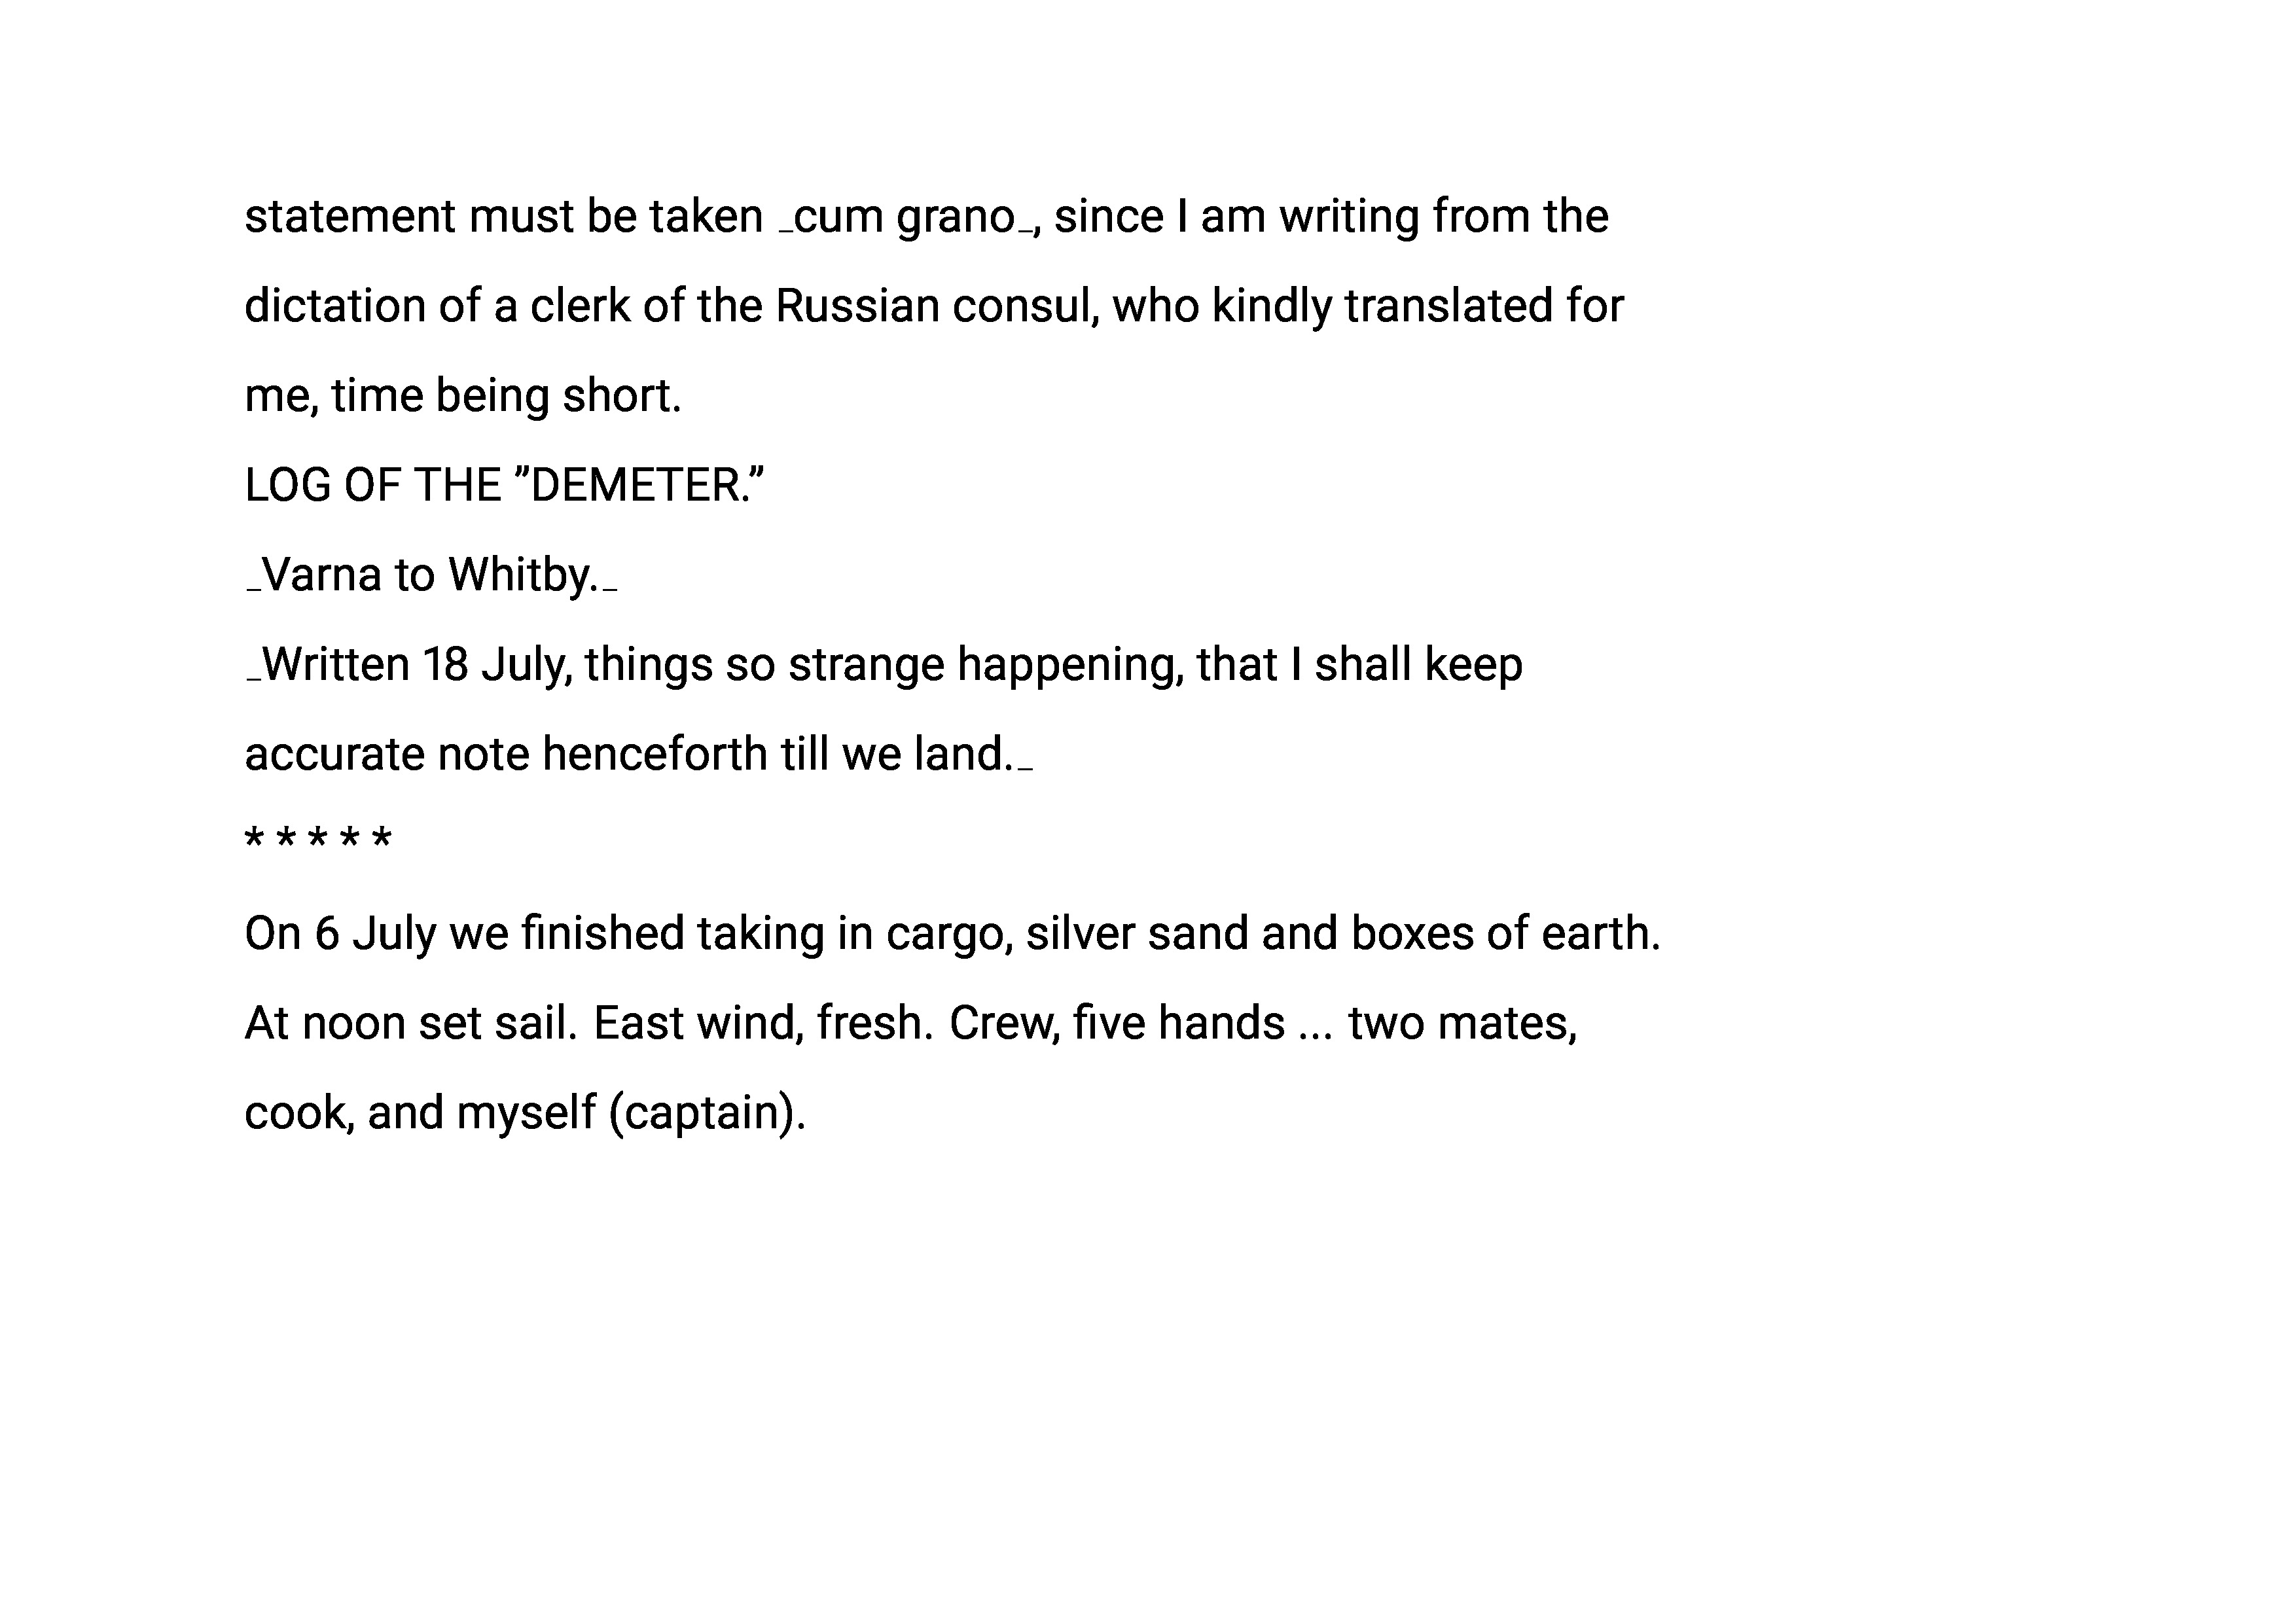 statement must be taken _cum grano_, since I am writing from the
dictation of a clerk of the Russian consul, who kindly translated for
me, time being short.
LOG OF THE ”DEMETER.”
_Varna to Whitby._
_Written 18 July, things so strange happening, that I shall keep
accurate note henceforth till we land._
* * * * *
On 6 July we finished taking in cargo, silver sand and boxes of earth.
At noon set sail. East wind, fresh. Crew, five hands ... two mates,
cook, and myself (captain).